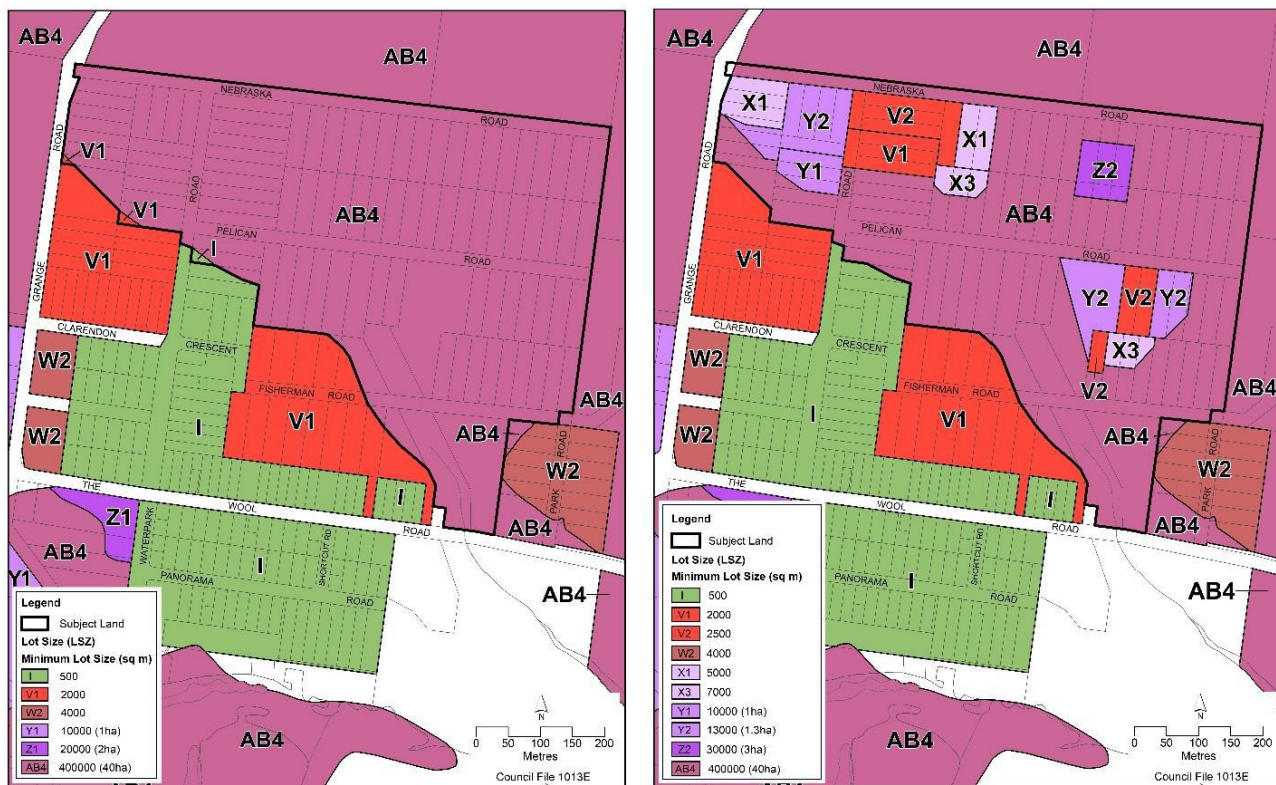 AB4
AB4
NEBRASKA
ROAD
ROAD
V1
V1
ROAD
AB4
I
PELICAN
ROAD
V1
GRANGE
CLARENDON
W2
CRESCENT
FISHERMAN ROAD
AB4
I
V1
AB4
W2
ROAD
W2
PARK
THE
I
WOOL
ROAD
AB4
Z1
WATERPARK
AB4
I
SHORTCUT RD
Y1
PANORAMA
ROAD
AB4
AB4
Legend
Subject Land
Lot Size (LSZ)
Minimum Lot Size (sq m)
I 500
V1 2000
W2 4000
Y1 10000 (1ha)
Z1 20000 (2ha)
AB4 400000 (40ha)
N
0 50 100 150 200
Metres
Council File 1013E
AB4
AB4
NEBRASKA
ROAD
X1
Y2
V2
X1
ROAD
V1
Y1
X3
Z2
ROAD
AB4
PELICAN
ROAD
V1
Y2
V2
Y2
GRANGE
X3
CLARENDON
V2
W2
CRESCENT
FISHERMAN ROAD
AB4
I
V1
AB4
W2
ROAD
W2
PARK
THE
I
WOOL
ROAD
AB4
SHORTCUT RD
PANORAMA
I
ROAD
AB4
AB4
Legend
Subject Land
Lot Size (LSZ)
Minimum Lot Size (sq m)
I 500
V1 2000
V2 2500
W2 4000
X1 5000
X3 7000
Y1 10000 (1ha)
Y2 13000 (1.3ha)
Z2 30000 (3ha)
AB4 400000 (40ha)
N
0 50 100 150 200
Metres
Council File 1013E